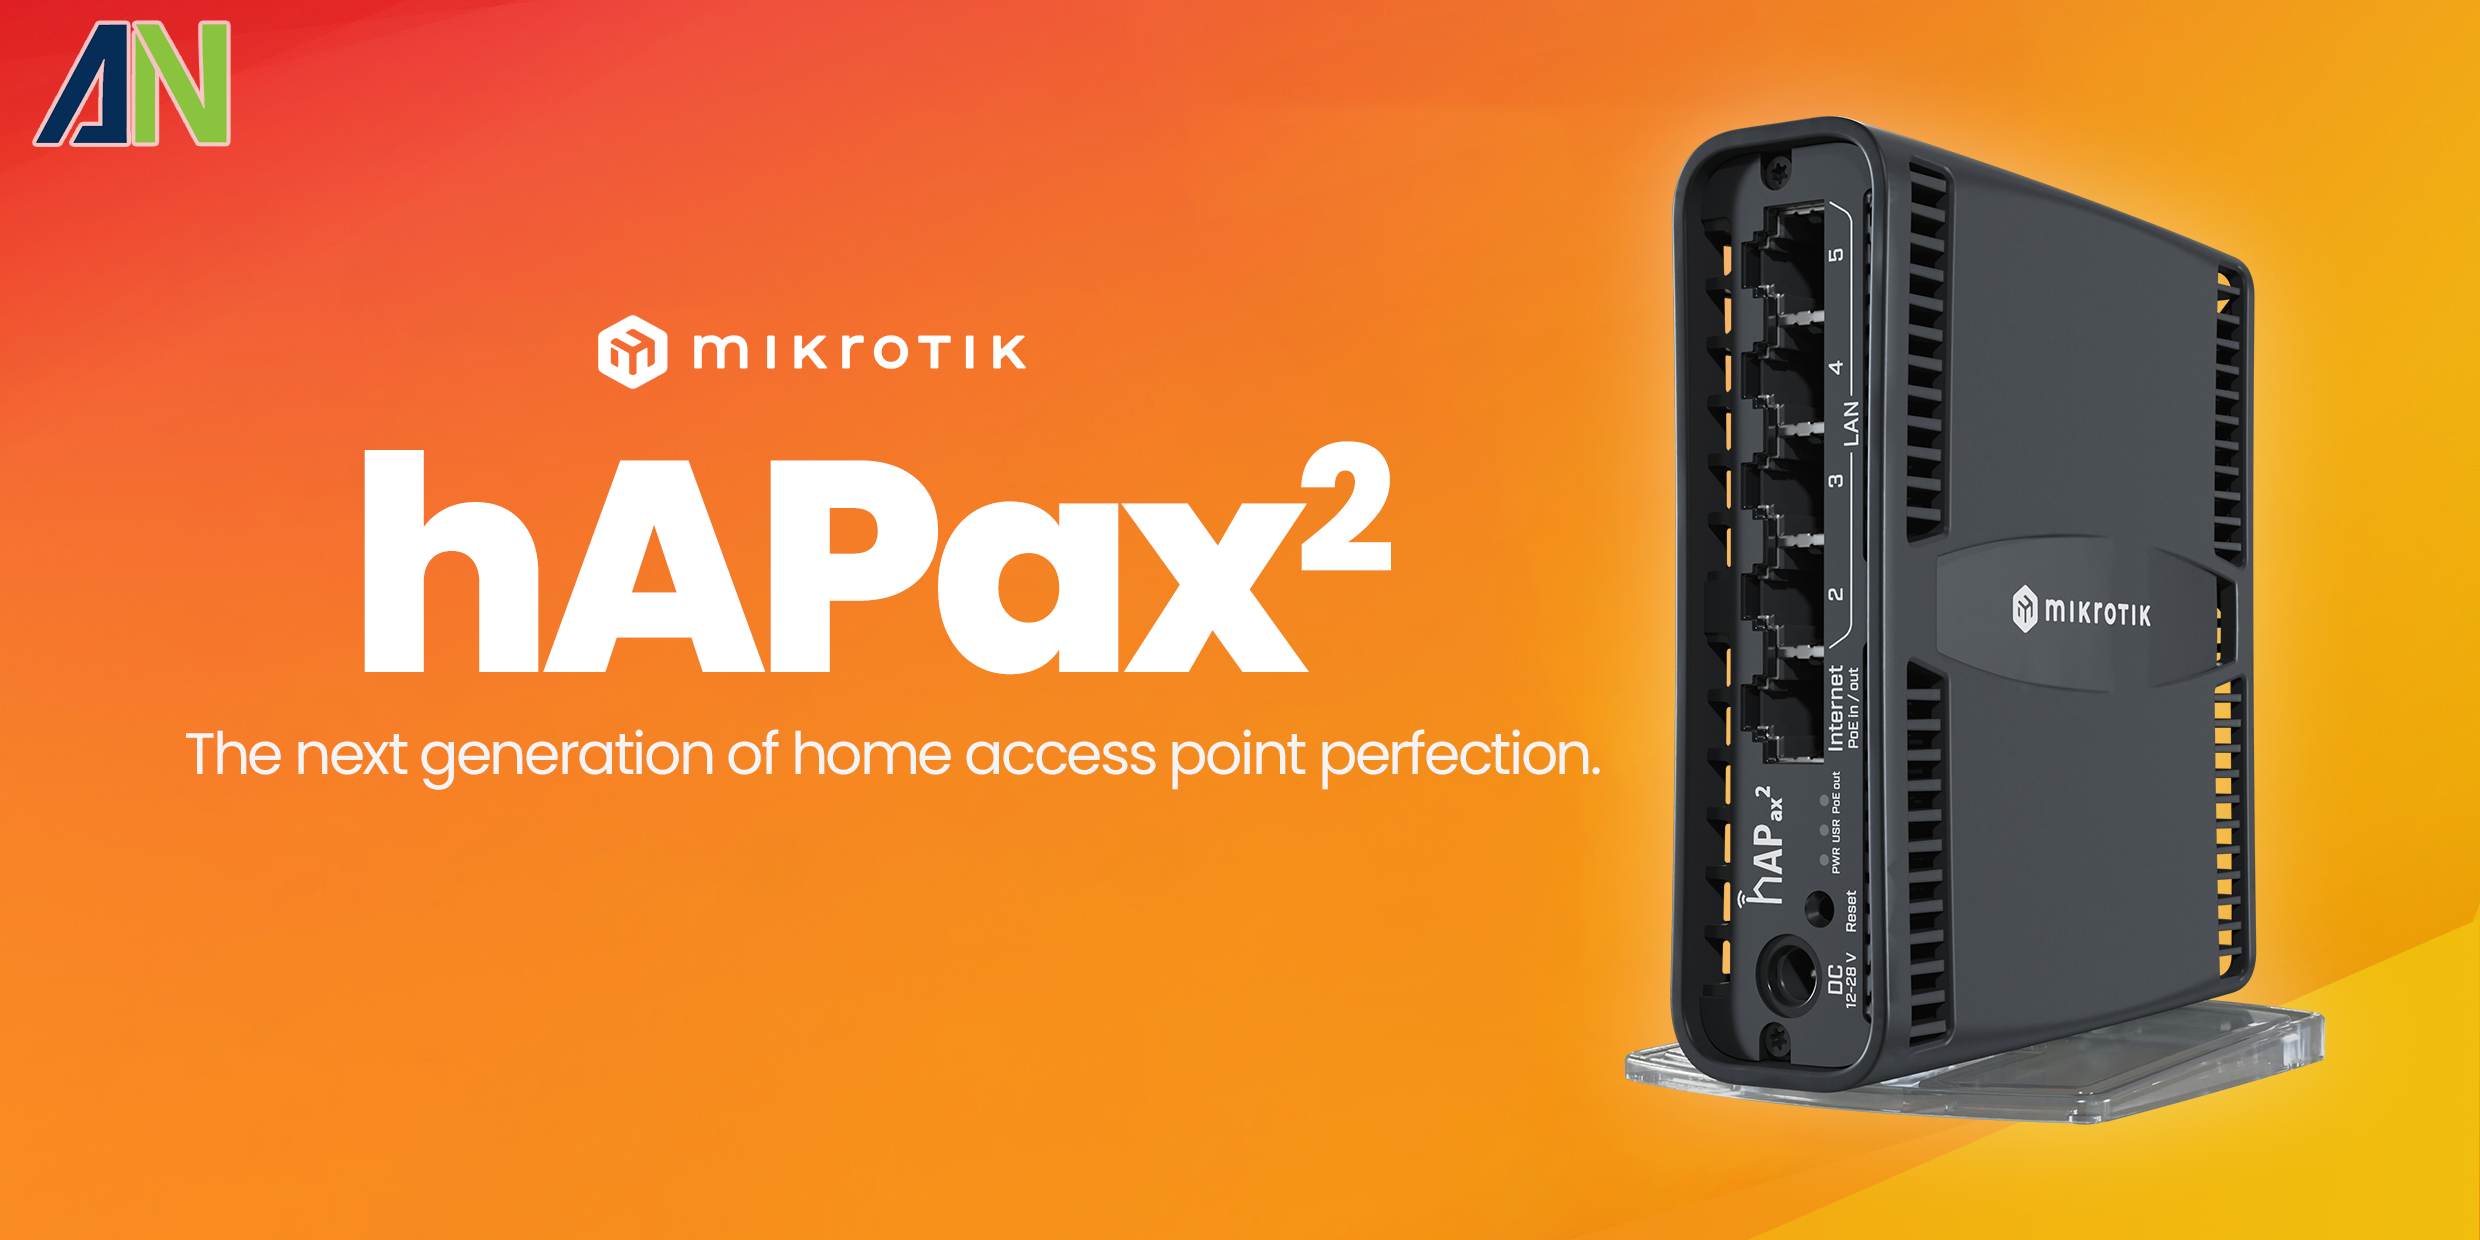 AN
mikrotik
hAPax²
The next generation of home access point perfection.
5
4
3
2
LAN
Internet
PoE in / out
PWR USR PoE out
hAP ax²
Reset
DC
12-28 V
mikrotik